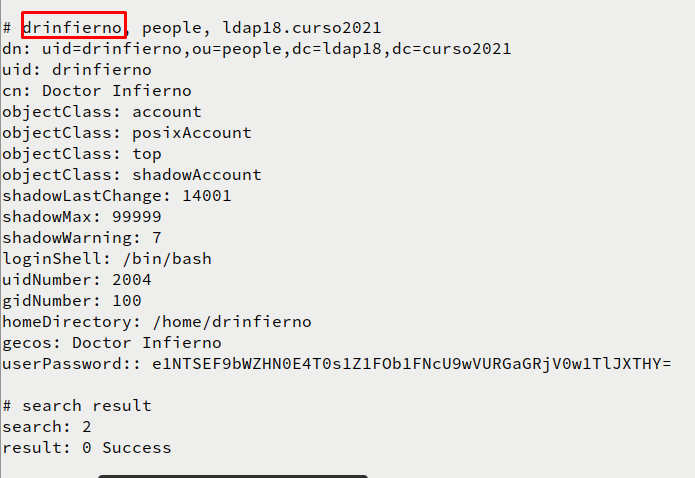 # drinfierno, people, ldap18.curso2021
dn: uid=drinfierno,ou=people,dc=ldap18,dc=curso2021
uid: drinfierno
cn: Doctor Infierno
objectClass: account
objectClass: posixAccount
objectClass: top
objectClass: shadowAccount
shadowLastChange: 14001
shadowMax: 99999
shadowWarning: 7
loginShell: /bin/bash
uidNumber: 2004
gidNumber: 100
homeDirectory: /home/drinfierno
gecos: Doctor Infierno
userPassword:: e1NTSEF9bWZHN0E4T0s1Z1FOb1FNcU9wVURGaGRjV0w1TlJXTHY=
# search result
search: 2
result: 0 Success